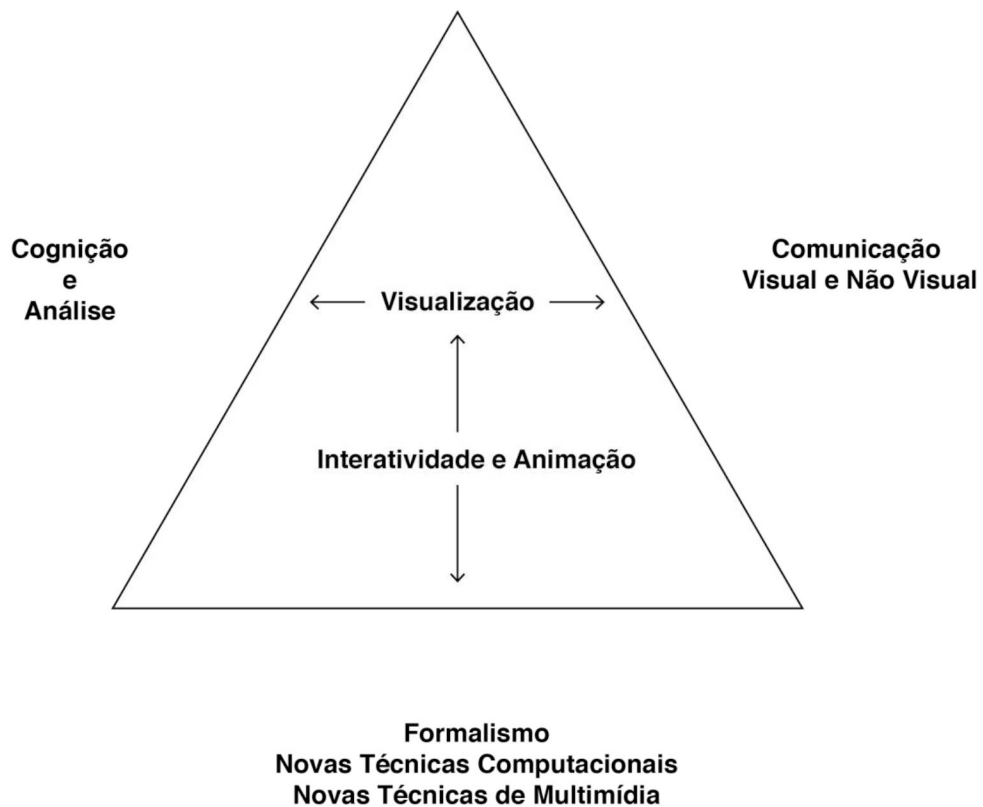 Cognição
e
Análise
Comunicação
Visual e Não Visual
Visualização
Interatividade e Animação
Formalismo
Novas Técnicas Computacionais
Novas Técnicas de Multimídia